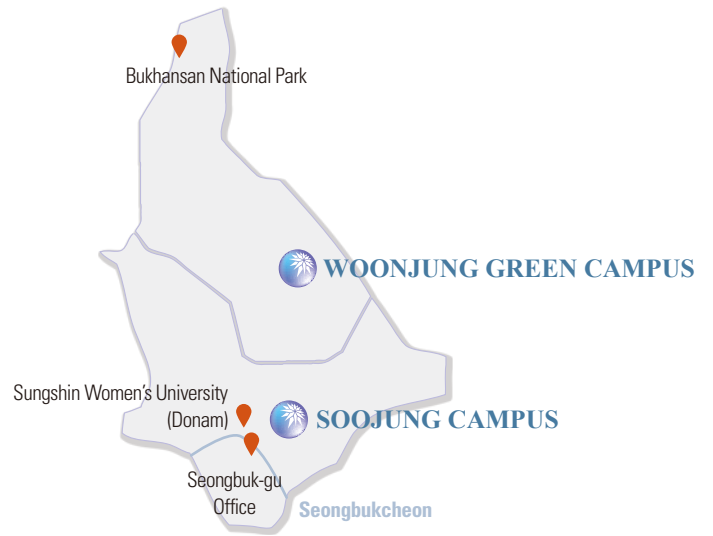 Bukhansan National Park
WOONJUNG GREEN CAMPUS
Sungshin Women's University
(Donam)
SOOJUNG CAMPUS
Seongbuk-gu
Office
Seongbukcheon